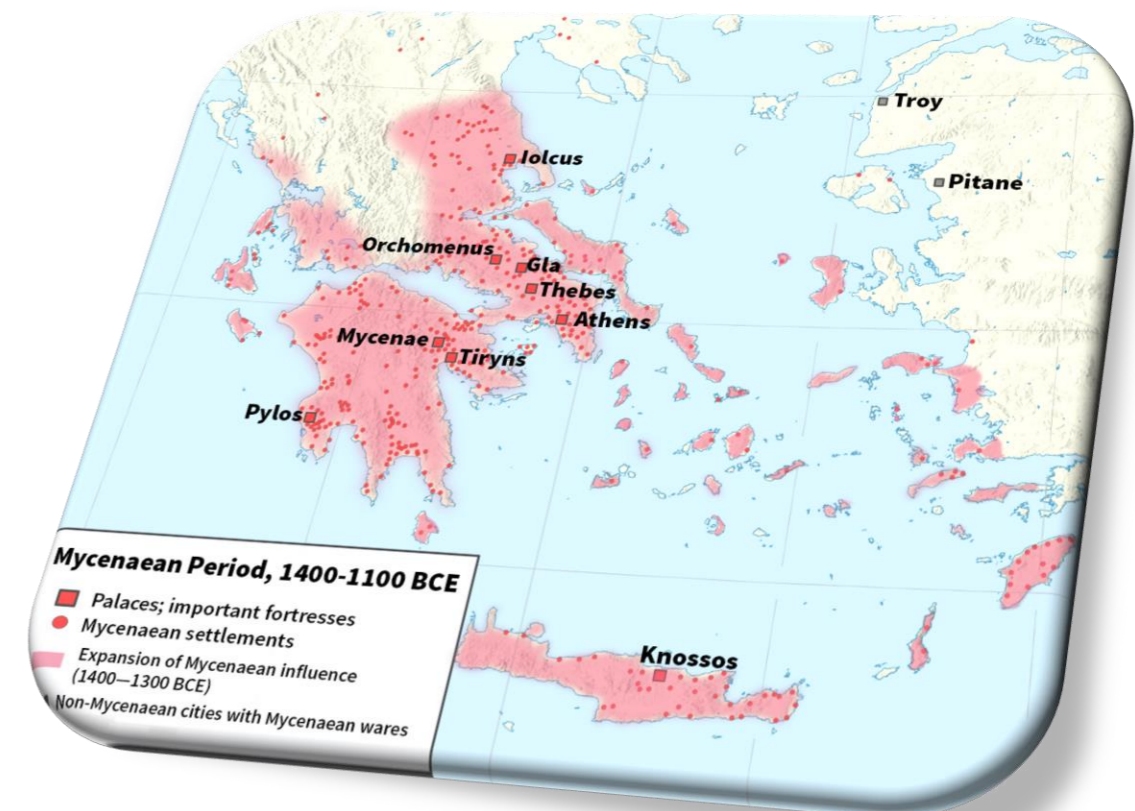 Troy
Iolcus
Pitane
Orchomenus
Gla
Thebes
Athens
Mycenae
Tiryns
Pylos
Knossos
Mycenaean Period, 1400-1100 BCE
Palaces; important fortresses
Mycenaean settlements
Expansion of Mycenaean influence
(1400—1300 BCE)
Non-Mycenaean cities with Mycenaean wares